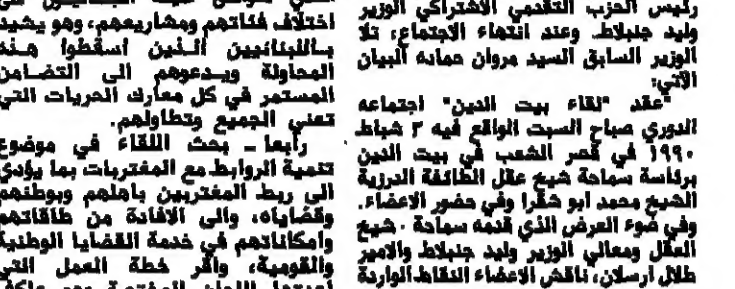 رئيس الحزب التقدمي الاشتراكي الوزير
وليد جنبلاط. وعند انتهاء الاجتماع، تلا
الوزير السابق السيد مروان حماده البيان
الآتي:
"عقد "لقاء بيت الدين" اجتماعه
الدوري صباح السبت الواقع فيه ٣ شباط
١٩٩٠ في قصر الشعب في بيت الدين
برئاسة سماحة شيخ عقل الطائفة الدرزية
الشيخ محمد ابو شقرا وفي حضور الاعضاء.
وفي ضوء العرض الذي قدمه سماحة شيخ
العقل ومعالي الوزير وليد جنبلاط والامير
طلال ارسلان، ناقش الاعضاء النقاط الواردة
اختلاف فئاتهم ومشاريعهم، وهو يشيد
باللبنانيين الذين اسقطوا هذه
المحاولة ويدعوهم الى التضامن
المستمر في كل معارك الحريات التي
تعني الجميع وتطاولهم.
رابعا - بحث اللقاء في موضوع
تنمية الروابط مع المغتربات بما يؤدي
الى ربط المغتربين باهلهم وبوطنهم
وقضاياه، والى الافادة من طاقاتهم
وامكاناتهم في خدمة القضايا الوطنية
والقومية، واقر خطة العمل التي